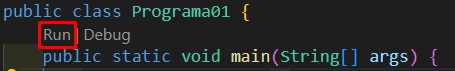 public class Programa01 {
Run | Debug
public static void main(String[] args) {